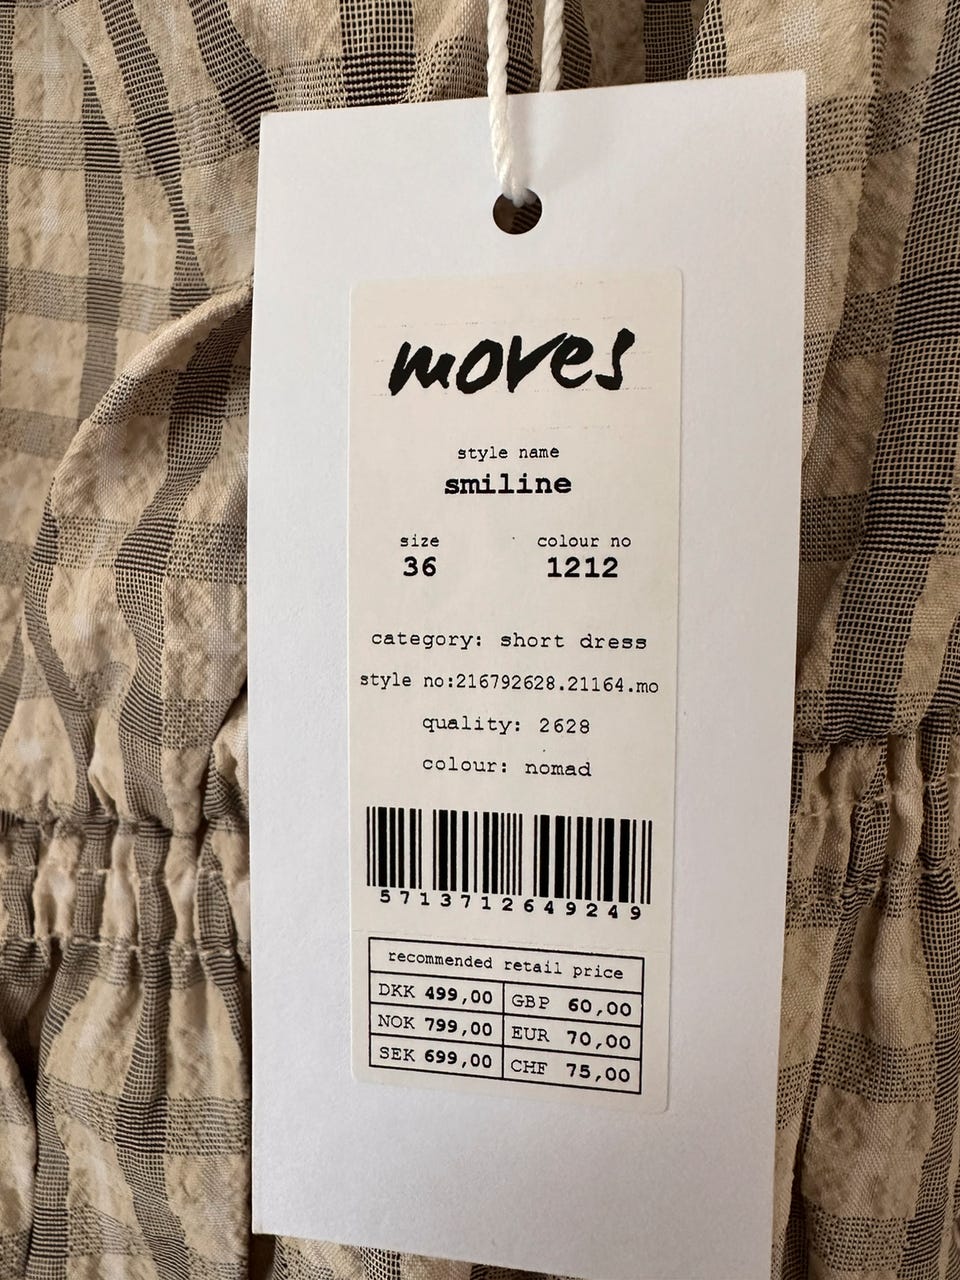 moves
style name
smiline
size colour no
36 1212
category: short dress
style no:216792628.21164.mo
quality: 2628
colour: nomad
5713712649249
recommended retail price
DKK 499,00 GBP 60,00
NOK 799,00 EUR 70,00
SEK 699,00 CHF 75,00